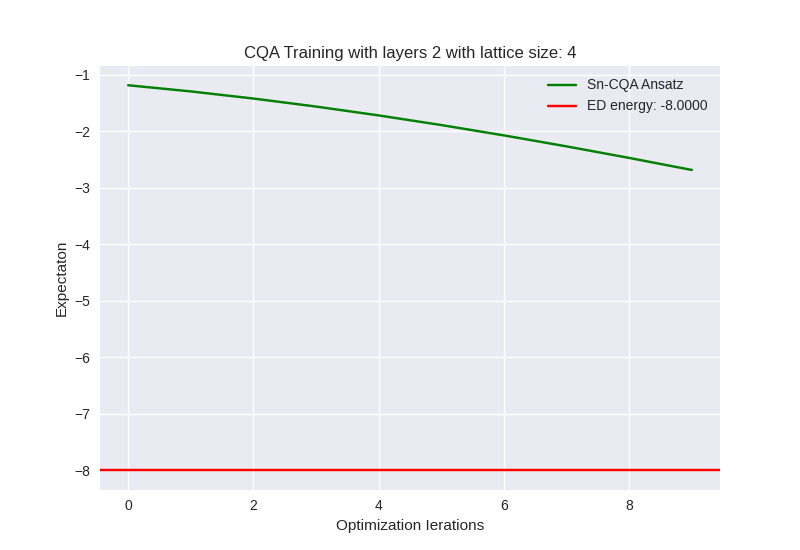 CQA Training with layers 2 with lattice size: 4
Sn-CQA Ansatz
ED energy: -8.0000
−1
−2
−3
−4
−5
−6
−7
−8
Expectaton
0 2 4 6 8
Optimization Ierations